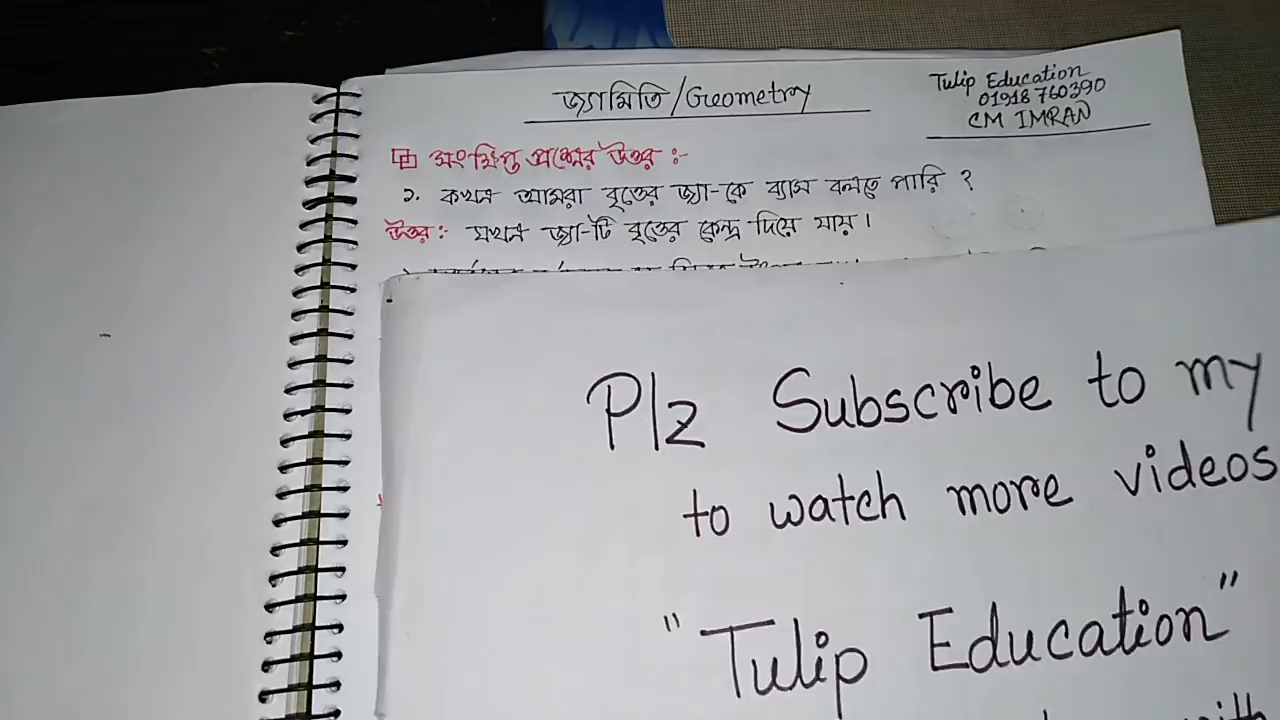 জ্যামিতি/Geometry
Tulip Education
01918760390
CM IMRAN
সংক্ষিপ্ত প্রশ্নের উত্তর :-
১. কখন আমরা বৃত্তের জ্যা-কে ব্যাস বলতে পারি ?
উত্তর: যখন জ্যা-টি বৃত্তের কেন্দ্র দিয়ে যায়।
Plz Subscribe to my
to watch more videos
"Tulip Education"
with